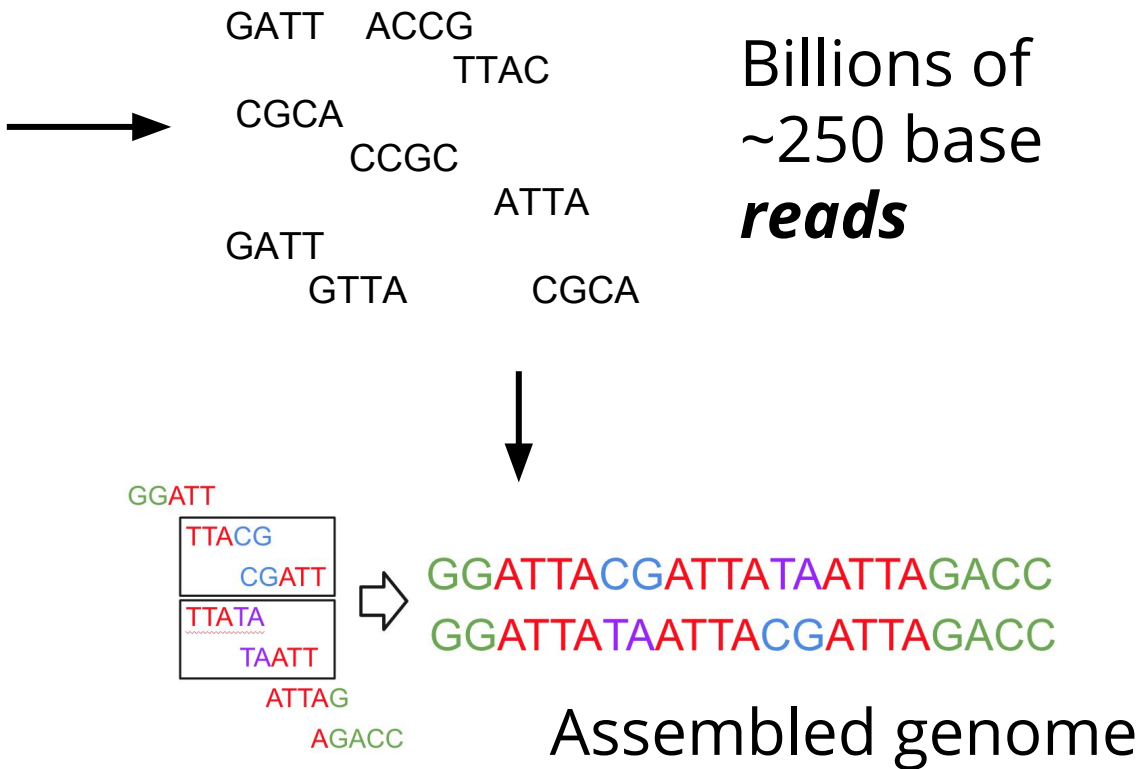 GATT ACCG
TTAC
CGCA
CCGC
ATTA
GATT
GTTA CGCA
Billions of
~250 base
reads
GGATT
TTACG
CGATT
TTATA
TAATT
ATTAG
AGACC
GGATTACGATTATAATTAGACC
GGATTATAATTACGATTAGACC
Assembled genome